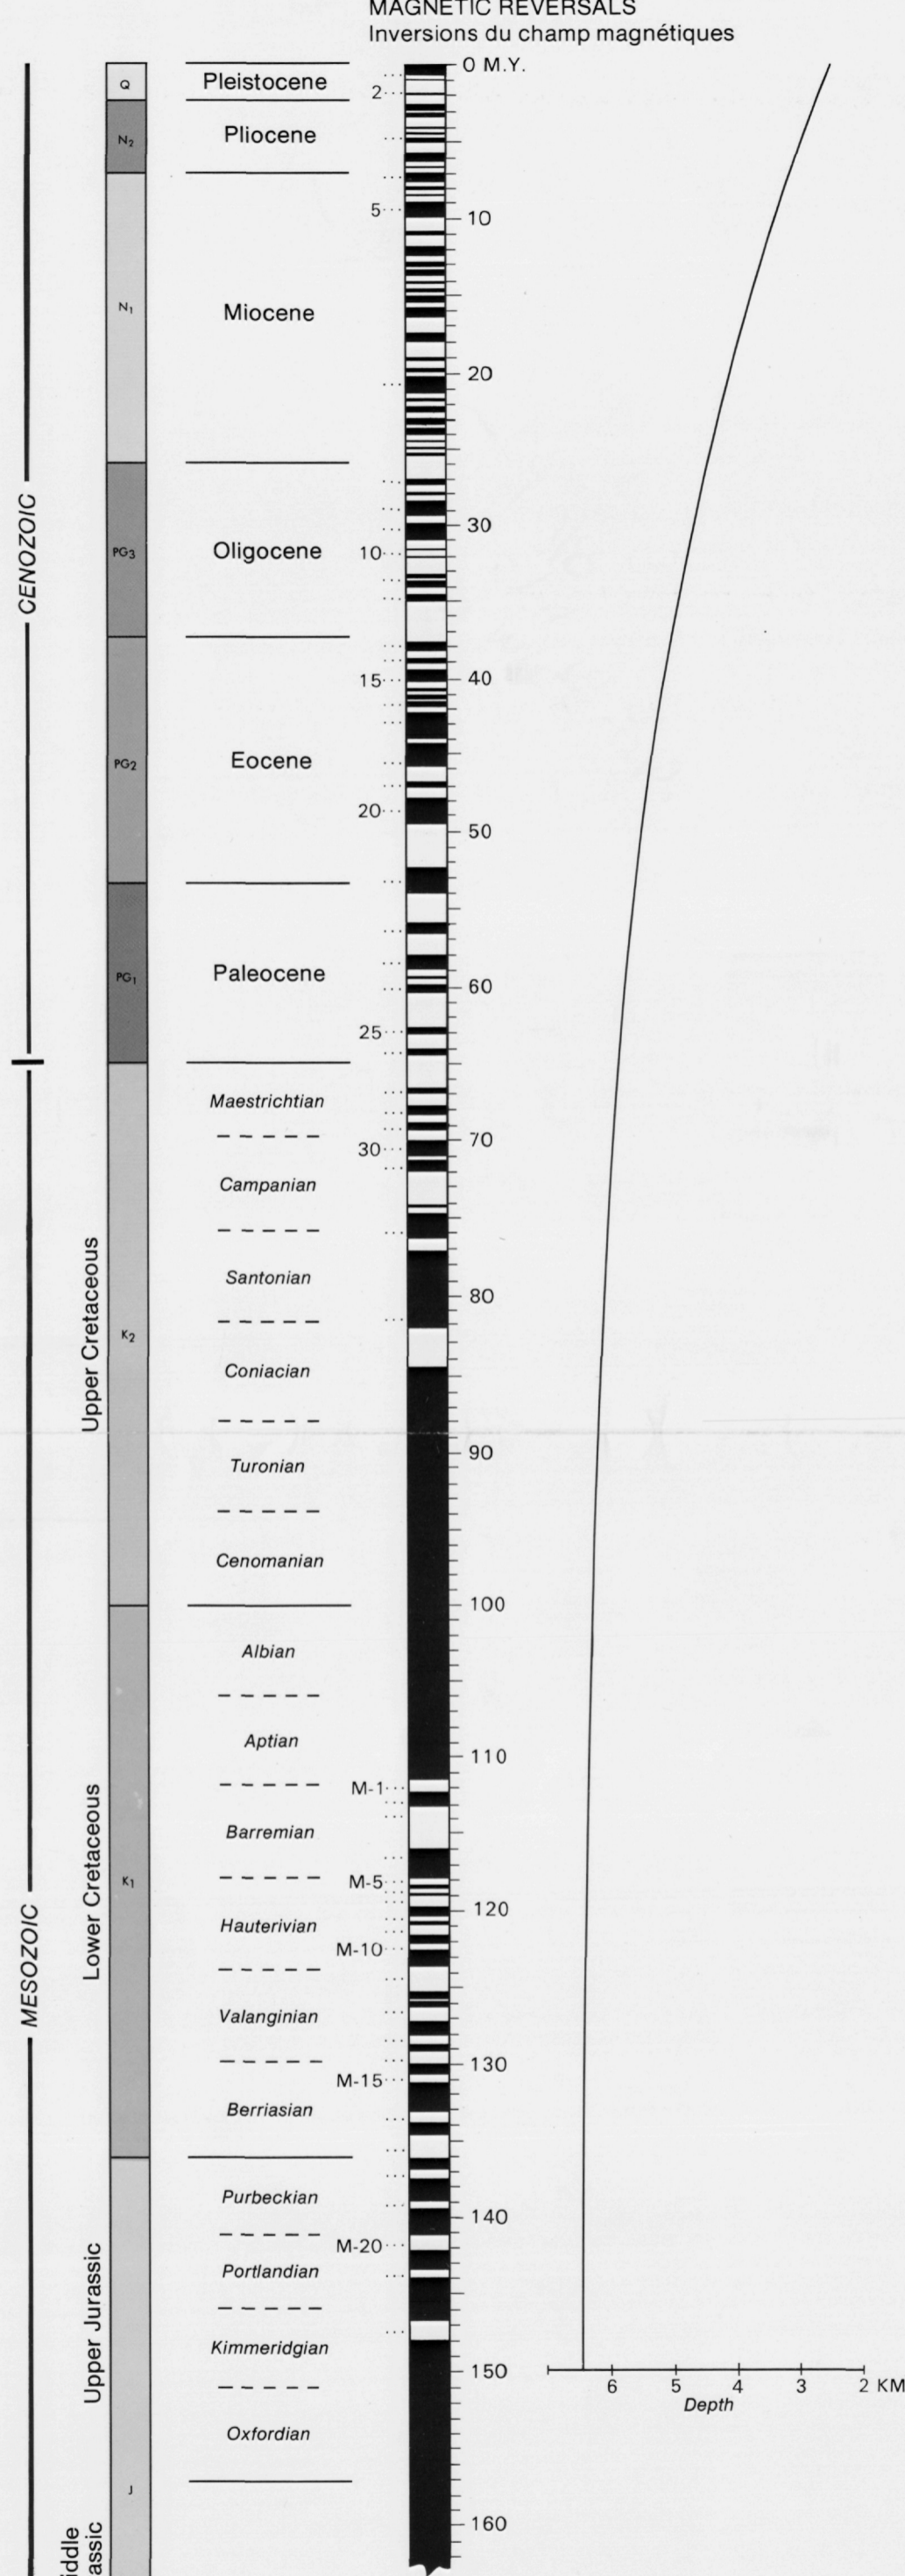 MAGNETIC REVERSALS
Inversions du champ magnétiques
0 M.Y.
Q
Pleistocene
2
N2
Pliocene
5
10
N1
Miocene
20
CENOZOIC
PG3
Oligocene
30
10
15
40
PG2
Eocene
20
50
PG1
Paleocene
60
25
Maestrichtian
70
30
Campanian
Upper Cretaceous
K2
Santonian
80
Coniacian
90
Turonian
Cenomanian
100
Albian
Aptian
110
M-1
Barremian
MESOZOIC
Lower Cretaceous
K1
M-5
120
Hauterivian
M-10
Valanginian
130
M-15
Berriasian
Purbeckian
140
M-20
Upper Jurassic
Portlandian
Kimmeridgian
150
6 5 4 3 2 KM
Depth
Oxfordian
J
160
iddle
assic